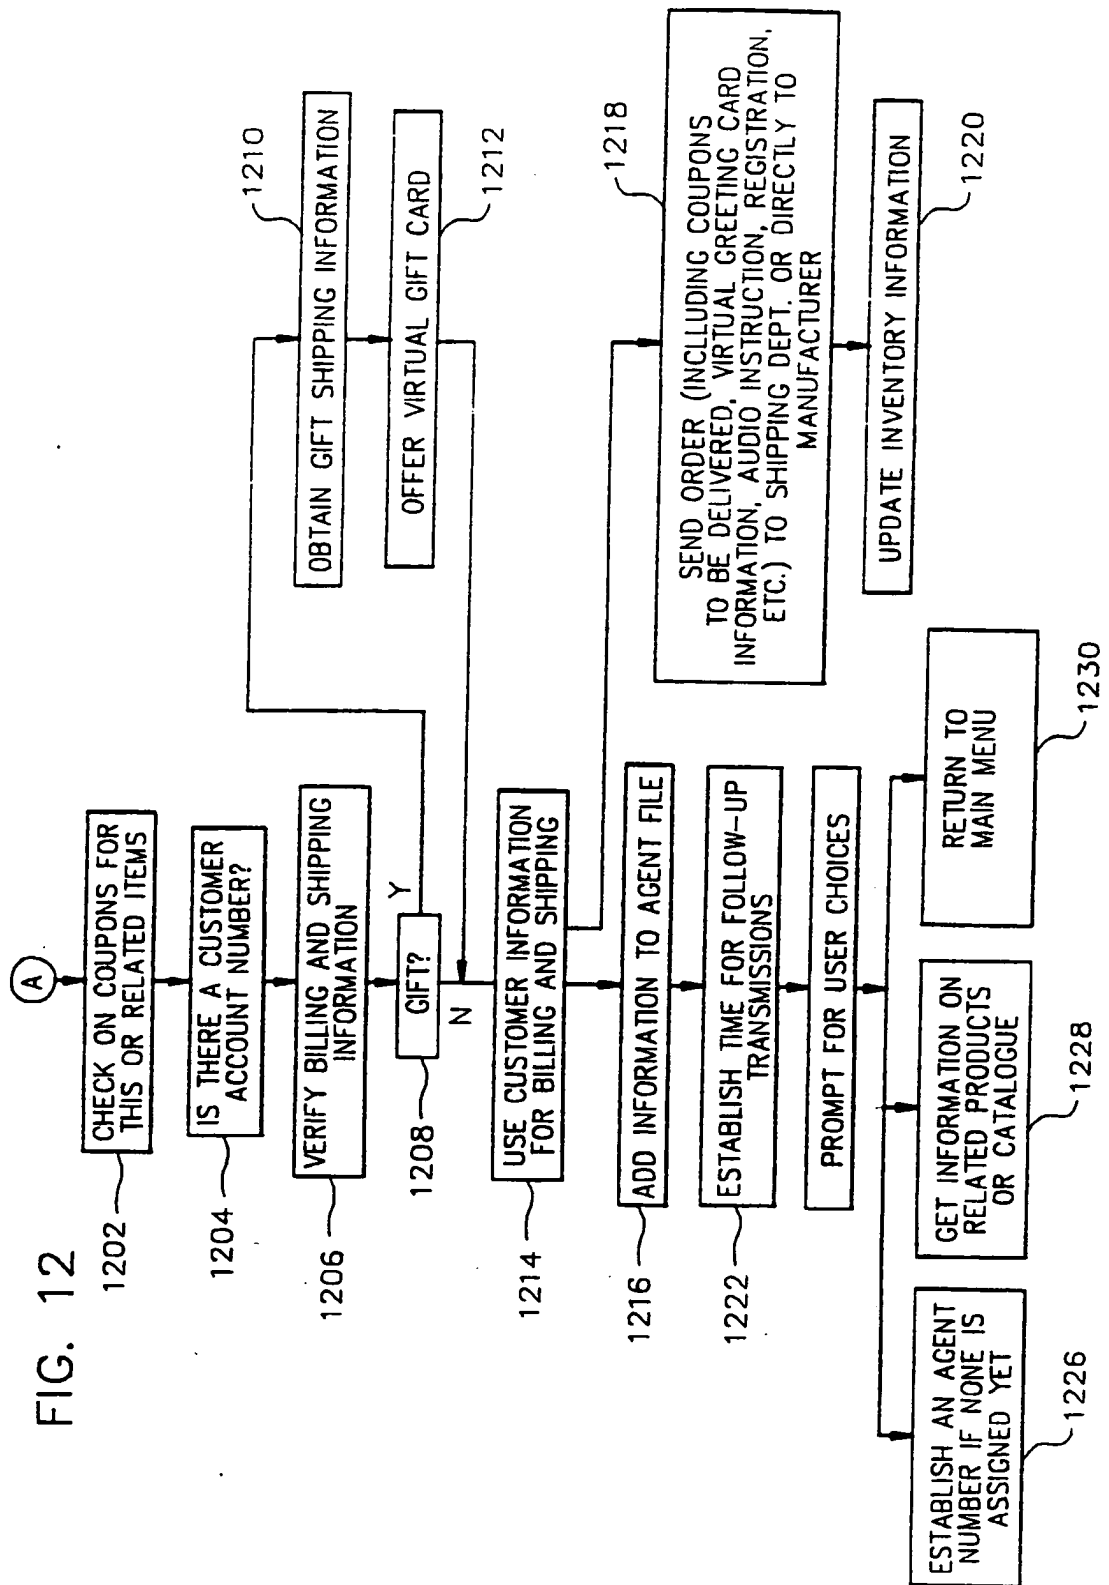 FIG. 12
A
CHECK ON COUPONS FOR
THIS OR RELATED ITEMS
1202
IS THERE A CUSTOMER
ACCOUNT NUMBER?
1204
VERIFY BILLING AND SHIPPING
INFORMATION
1206
GIFT?
Y
N
1208
OBTAIN GIFT SHIPPING INFORMATION
1210
OFFER VIRTUAL GIFT CARD
1212
USE CUSTOMER INFORMATION
FOR BILLING AND SHIPPING
1214
SEND ORDER (INCLLUDING COUPONS
TO BE DELIVERED, VIRTUAL GREETING CARD
INFORMATION, AUDIO INSTRUCTION, REGISTRATION,
ETC.) TO SHIPPING DEPT. OR DIRECTLY TO
MANUFACTURER
1218
UPDATE INVENTORY INFORMATION
1220
ADD INFORMATION TO AGENT FILE
1216
ESTABLISH TIME FOR FOLLOW-UP
TRANSMISSIONS
1222
PROMPT FOR USER CHOICES
ESTABLISH AN AGENT
NUMBER IF NONE IS
ASSIGNED YET
1226
GET INFORMATION ON
RELATED PRODUCTS
OR CATALOGUE
1228
RETURN TO
MAIN MENU
1230